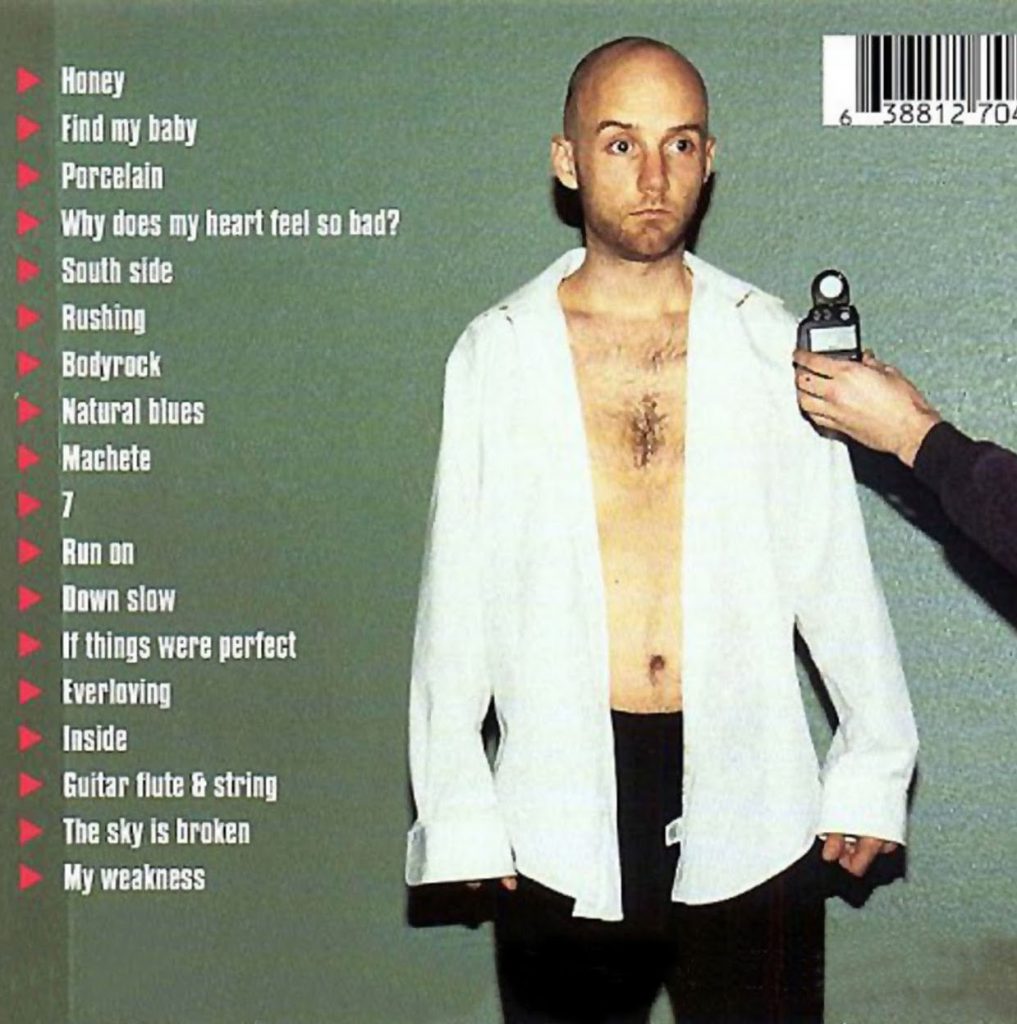 Honey
Find my baby
Porcelain
Why does my heart feel so bad?
South side
Rushing
Bodyrock
Natural blues
Machete
7
Run on
Down slow
If things were perfect
Everloving
Inside
Guitar flute & string
The sky is broken
My weakness
6 38812 704